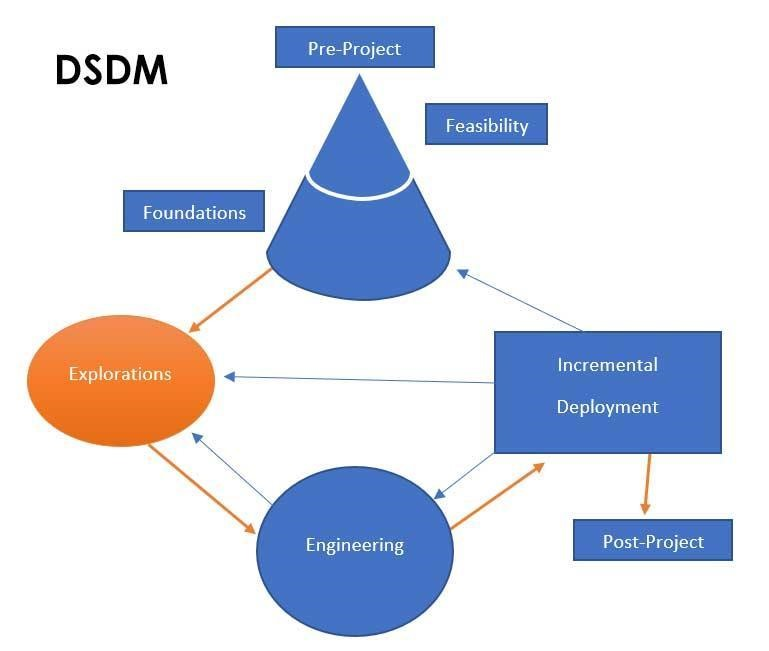 DSDM
Pre-Project
Feasibility
Foundations
Explorations
Incremental
Deployment
Engineering
Post-Project